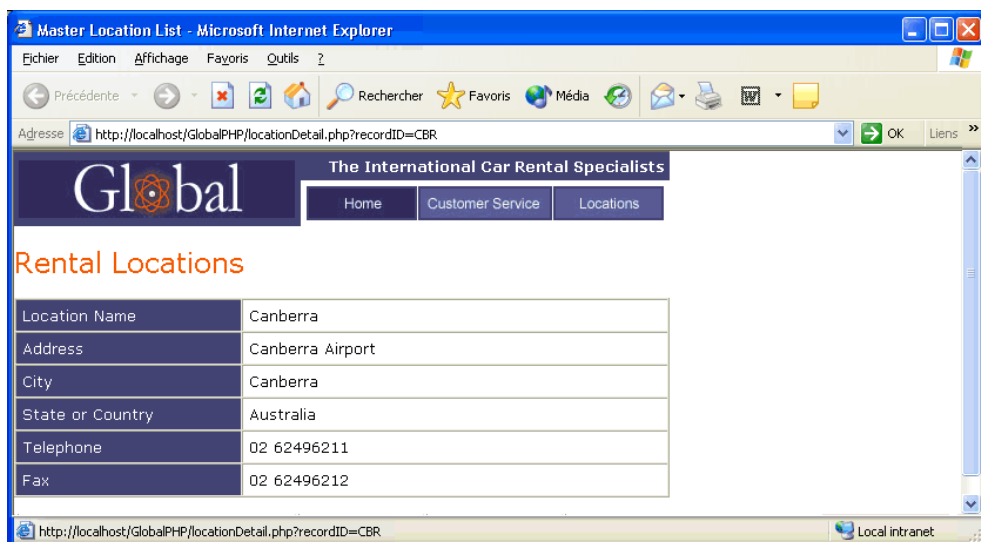 Master Location List - Microsoft Internet Explorer
Fichier Edition Affichage Favoris Outils ?
Précédente Rechercher Favoris Média
Adresse http://localhost/GlobalPHP/locationDetail.php?recordID=CBR OK Liens »
Global The International Car Rental Specialists
Home Customer Service Locations
Rental Locations
Location Name Canberra
Address Canberra Airport
City Canberra
State or Country Australia
Telephone 02 62496211
Fax 02 62496212
http://localhost/GlobalPHP/locationDetail.php?recordID=CBR Local intranet